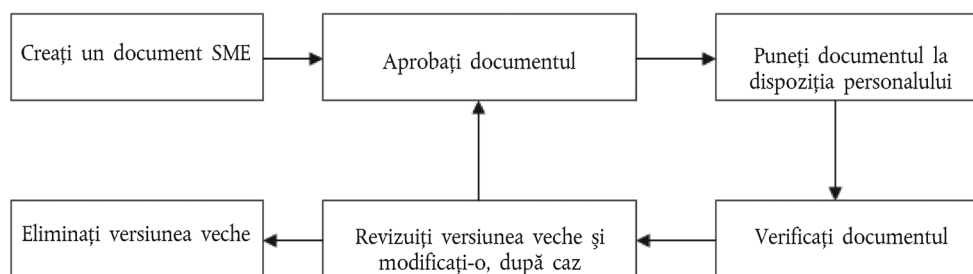 Creați un document SME
Aprobați documentul
Puneți documentul la
dispoziția personalului
Eliminați versiunea veche
Revizuiți versiunea veche și
modificați-o, după caz
Verificați documentul